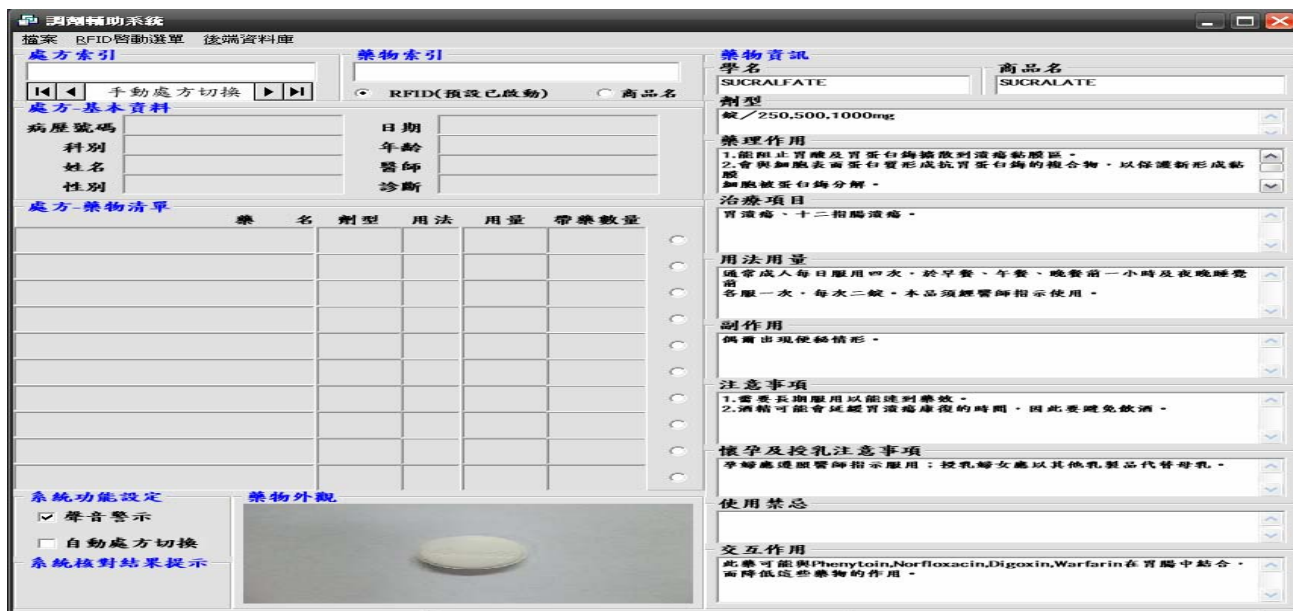 調劑輔助系統
檔案 RFID啓動選單 後端資料庫
處方索引
手動處方切換
藥物索引
RFID(預設已啟動) 商品名
處方-基本資料
病歷號碼 日期
科別 年齡
姓名 醫師
性別 診斷
處方-藥物清單
藥 名 劑型 用法 用量 帶藥數量
系統功能設定
聲音警示
自動處方切換
系統核對結果提示
藥物外觀
藥物資訊
學名 商品名
SUCRALFATE SUCRALATE
劑型
錠／250,500,1000mg
藥理作用
1.能阻止胃酸及胃蛋白鋂擴散到潰瘍黏膜區。
2.會與細胞表面蛋白質形成抗胃蛋白鋂的複合物，以保護新形成黏
膜
細胞被蛋白鋂分解。
治療項目
胃潰瘍、十二指腸潰瘍。
用法用量
通常成人每日服用四次，於早餐、午餐、晚餐前一小時及夜晚睡覺
前
各服一次，每次二錠。本品須經醫師指示使用。
副作用
偶爾出現便秘情形。
注意事項
1.需要長期服用以能達到藥效。
2.酒精可能會延緩胃潰瘍康復的時間，因此要避免飲酒。
懷孕及授乳注意事項
孕婦應遵照醫師指示服用；授乳婦女應以其他乳製品代替母乳。
使用禁忌
交互作用
此藥可能與Phenytoin,Norfloxacin,Digoxin,Warfarin在胃腸中結合，
而降低這些藥物的作用。